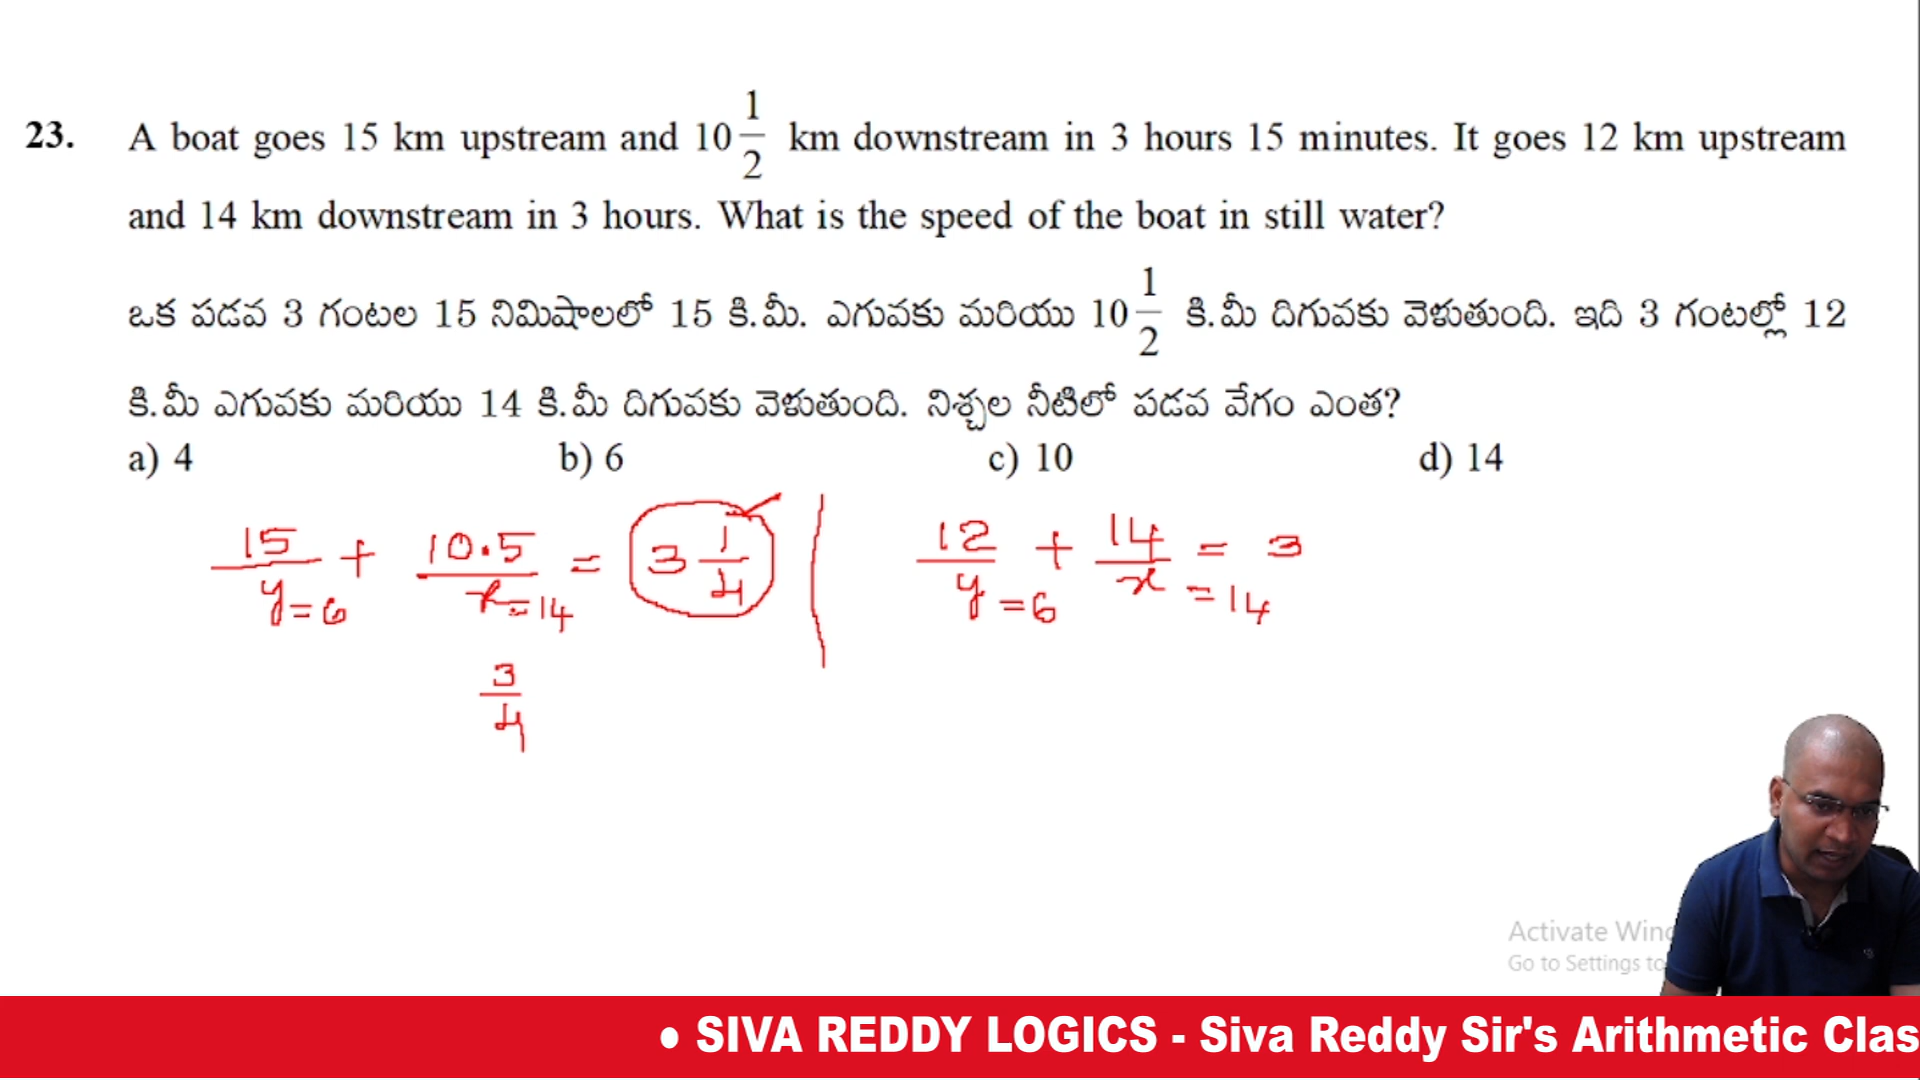 23. A boat goes 15 km upstream and 10 1/2 km downstream in 3 hours 15 minutes. It goes 12 km upstream
and 14 km downstream in 3 hours. What is the speed of the boat in still water?
ఒక పడవ 3 గంటల 15 నిమిషాలలో 15 కి.మీ. ఎగువకు మరియు 10 1/2 కి.మీ దిగువకు వెళుతుంది. ఇది 3 గంటల్లో 12
కి.మీ ఎగువకు మరియు 14 కి.మీ దిగువకు వెళుతుంది. నిశ్చల నీటిలో పడవ వేగం ఎంత?
a) 4 b) 6 c) 10 d) 14
15/y=6 + 10.5/x=14 = 3 1/4 12/y=6 + 14/x=14 = 3
3/4
Activate Wind
Go to Settings to
• SIVA REDDY LOGICS - Siva Reddy Sir's Arithmetic Clas